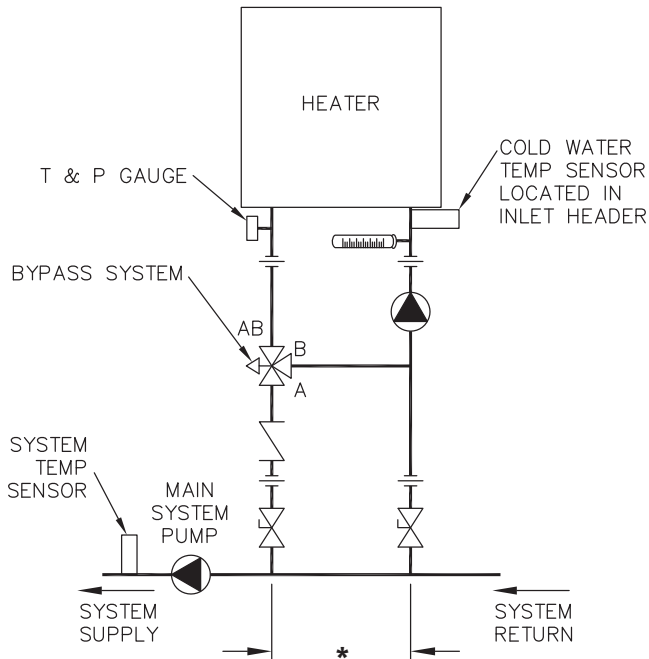 HEATER
T & P GAUGE
COLD WATER
TEMP SENSOR
LOCATED IN
INLET HEADER
BYPASS SYSTEM
AB
B
A
SYSTEM
TEMP
SENSOR
MAIN
SYSTEM
PUMP
SYSTEM
SUPPLY
SYSTEM
RETURN
*